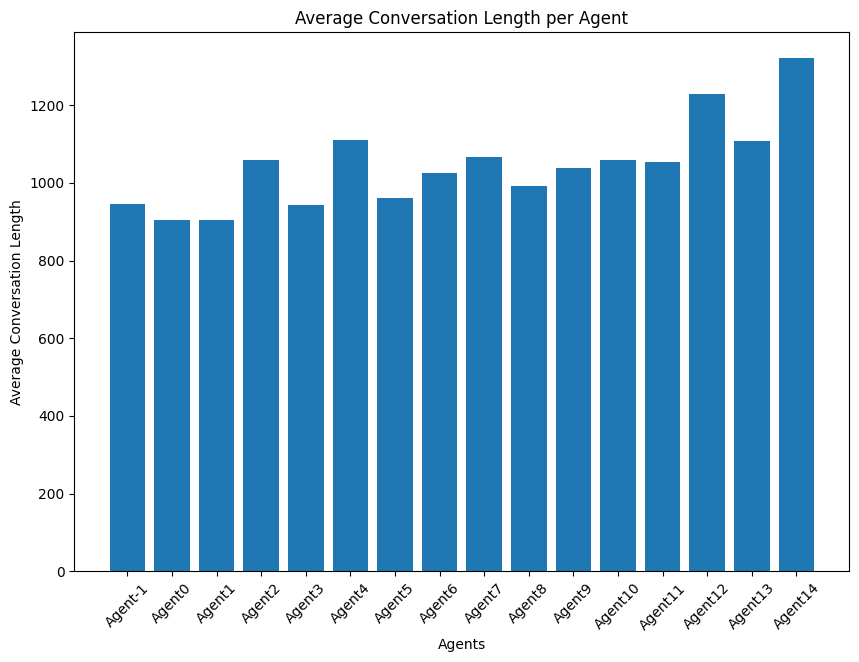 Average Conversation Length per Agent
Average Conversation Length
1200
1000
800
600
400
200
0
Agent-1
Agent0
Agent1
Agent2
Agent3
Agent4
Agent5
Agent6
Agent7
Agent8
Agent9
Agent10
Agent11
Agent12
Agent13
Agent14
Agents